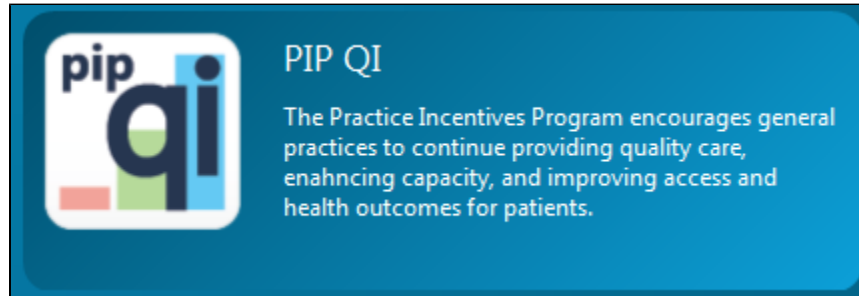 pip
qi
PIP QI
The Practice Incentives Program encourages general
practices to continue providing quality care,
enahncing capacity, and improving access and
health outcomes for patients.